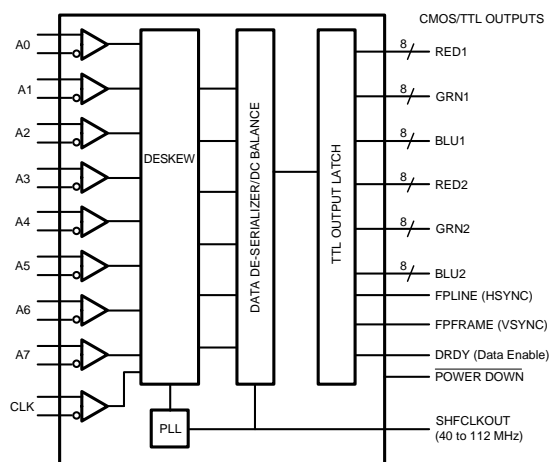 CMOS/TTL OUTPUTS
A0
A1
A2
A3
A4
A5
A6
A7
CLK
DESKEW
PLL
DATA DE-SERIALIZER/DC BALANCE
TTL OUTPUT LATCH
8
RED1
8
GRN1
8
BLU1
8
RED2
8
GRN2
8
BLU2
FPLINE (HSYNC)
FPFRAME (VSYNC)
DRDY (Data Enable)
POWER DOWN
SHFCLKOUT
(40 to 112 MHz)